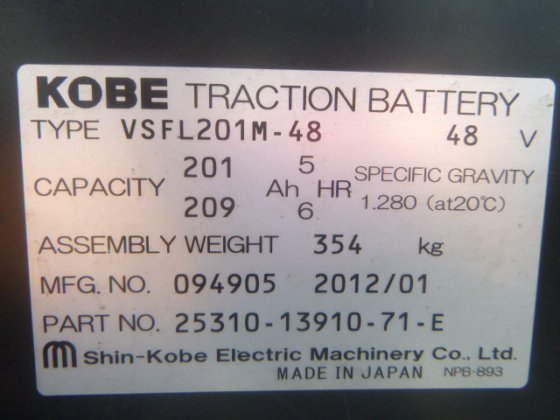 KOBE TRACTION BATTERY
TYPE VSFL201M-48 48 V
CAPACITY 201 Ah 5 HR SPECIFIC GRAVITY
209 6 1.280 (at20℃)
ASSEMBLY WEIGHT 354 kg
MFG. NO. 094905 2012/01
PART NO. 25310-13910-71-E
Shin-Kobe Electric Machinery Co., Ltd.
MADE IN JAPAN NPB-893